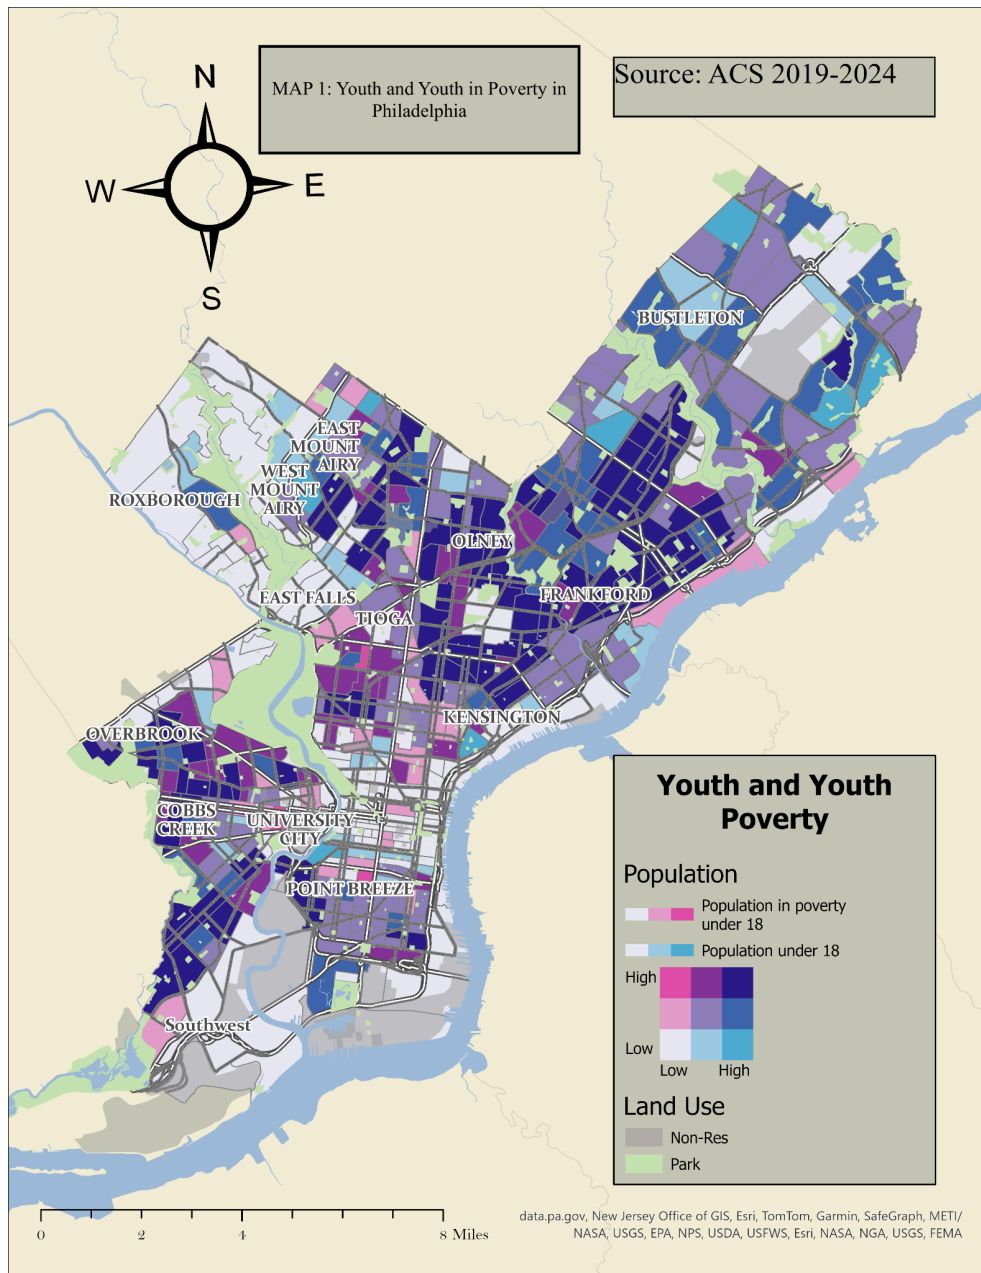 N
W
E
S
MAP 1: Youth and Youth in Poverty in
Philadelphia
Source: ACS 2019-2024
BUSTLETON
EAST
MOUNT
AIRY
WEST
MOUNT
AIRY
ROXBOROUGH
OLNEY
EAST FALLS
FRANKFORD
TIOGA
KENSINGTON
OVERBROOK
COBBS
CREEK
UNIVERSITY
CITY
POINT BREEZE
Southwest
Youth and Youth
Poverty
Population
Population in poverty
under 18
Population under 18
High
Low
Low
High
Land Use
Non-Res
Park
0
2
4
8 Miles
data.pa.gov, New Jersey Office of GIS, Esri, TomTom, Garmin, SafeGraph, METI/
NASA, USGS, EPA, NPS, USDA, USFWS, Esri, NASA, NGA, USGS, FEMA